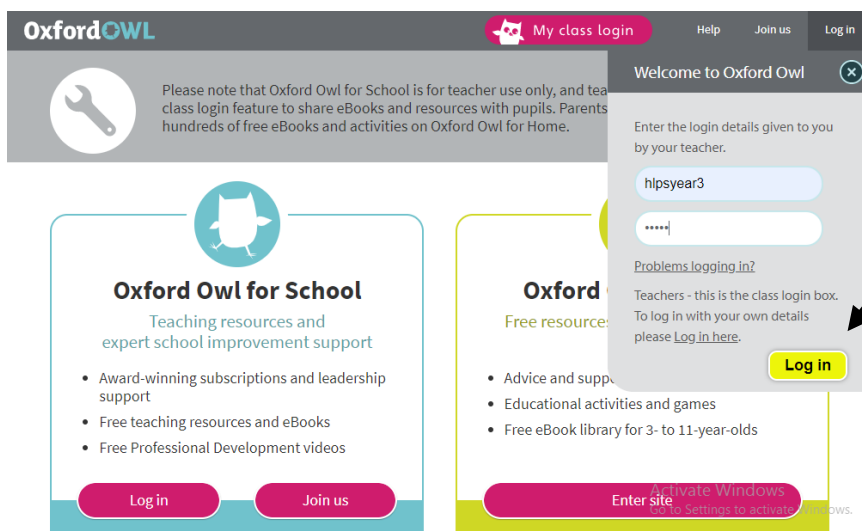 OxfordOWL
My class login
Help
Join us
Log in
Please note that Oxford Owl for School is for teacher use only, and
class login feature to share eBooks and resources with pupils. Parents
hundreds of free eBooks and activities on Oxford Owl for Home.
Welcome to Oxford Owl
Enter the login details given to you
by your teacher.
hlpsyear3
•••••
Problems logging in?
Teachers - this is the class login box.
To log in with your own details
please Log in here.
Log in
Oxford Owl for School
Teaching resources and
expert school improvement support
• Award-winning subscriptions and leadership
support
• Free teaching resources and eBooks
• Free Professional Development videos
Log in
Join us
Oxford
Free resources
• Advice and
• Educational activities and games
• Free eBook library for 3- to 11-year-olds
Enter site
Activate Windows
Go to Settings to activate Windows.